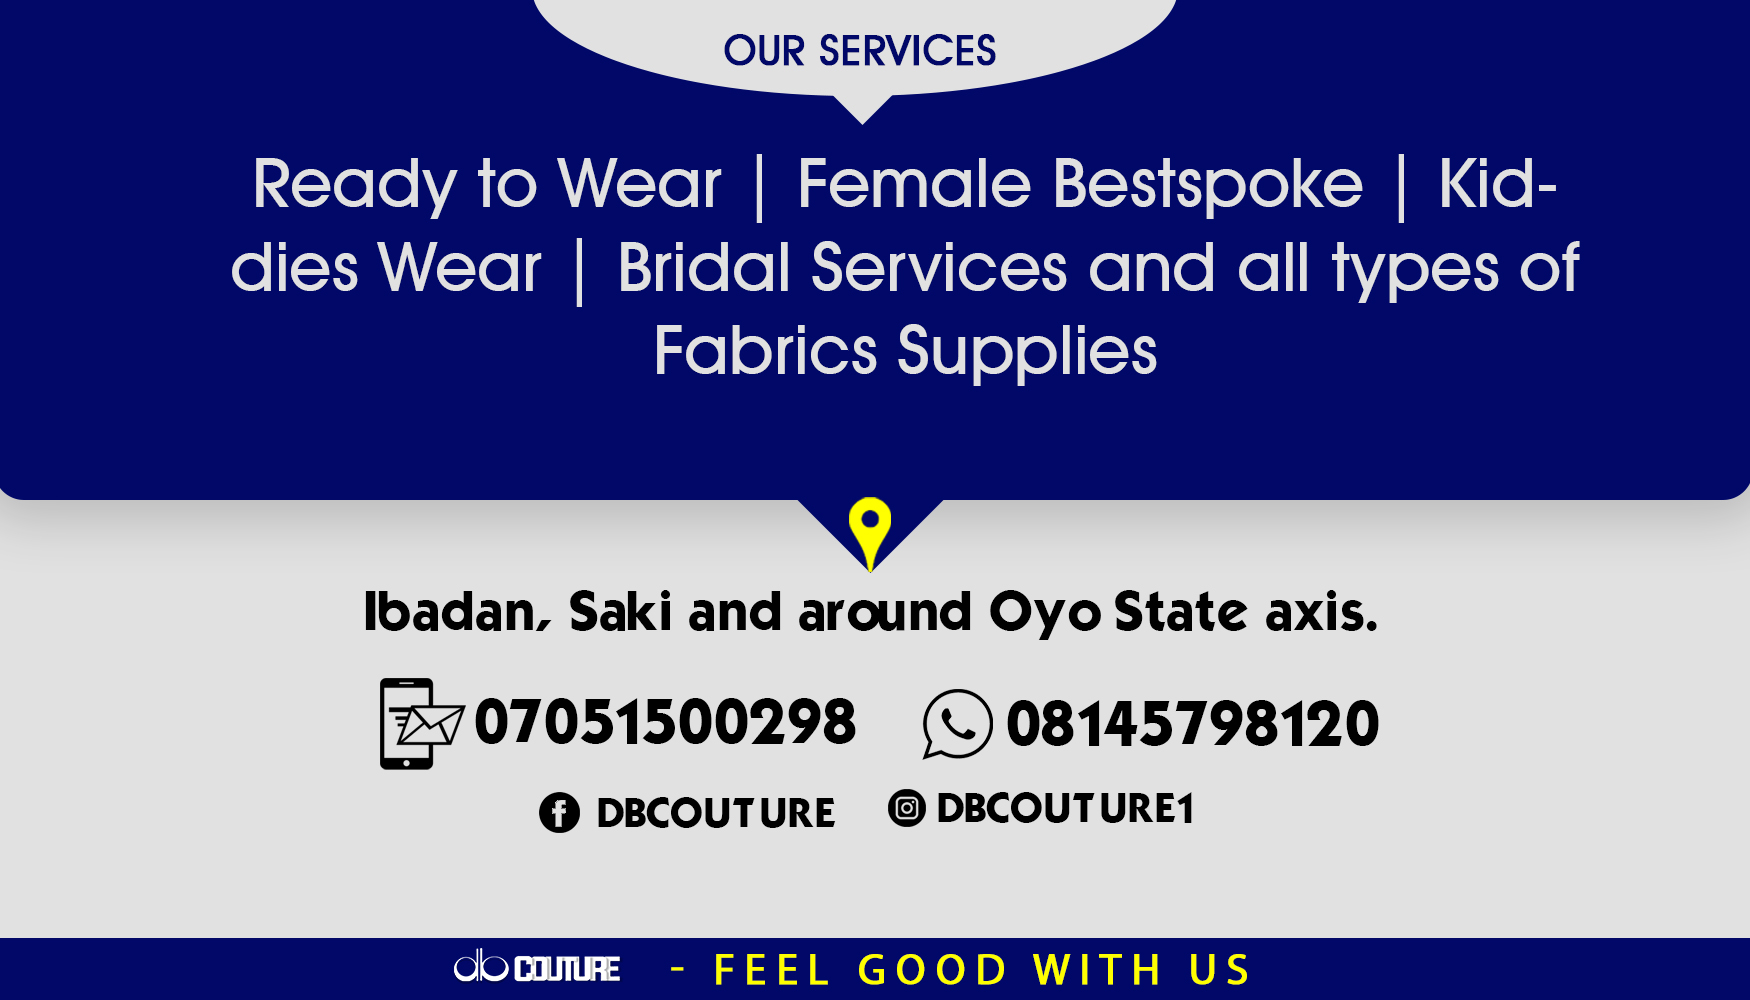 OUR SERVICES
Ready to Wear | Female Bestspoke | Kid-
dies Wear | Bridal Services and all types of
Fabrics Supplies
Ibadan, Saki and around Oyo State axis.
07051500298 08145798120
DBCOUTURE DBCOUTURE1
db COUTURE - FEEL GOOD WITH US